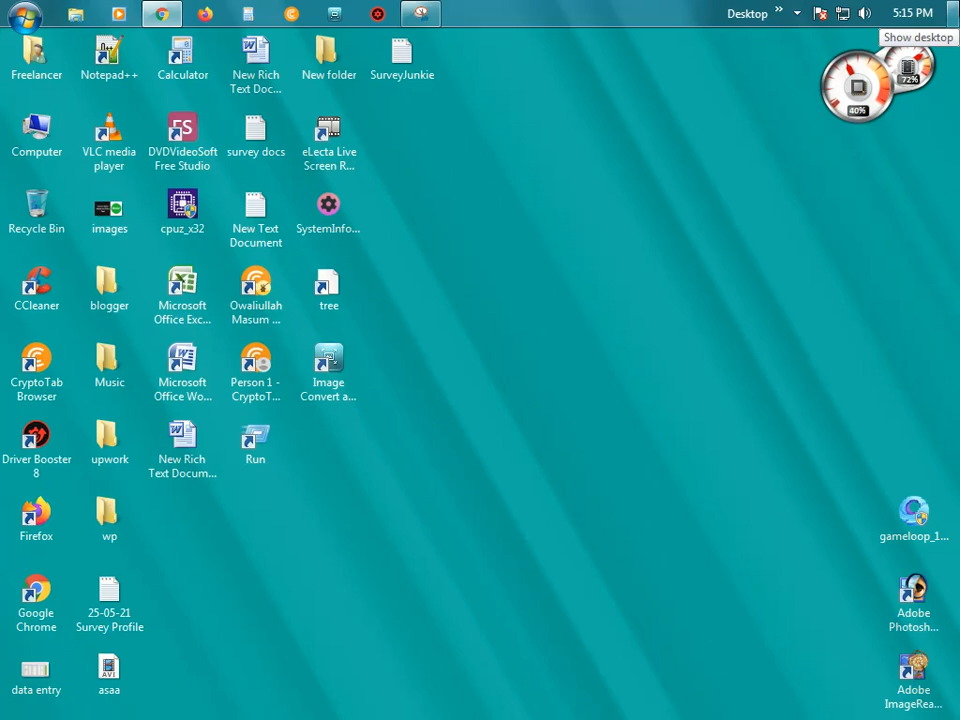 Desktop »
5:15 PM
Show desktop
72%
40%
Freelancer
Notepad++
Calculator
New Rich
Text Doc...
New folder
SurveyJunkie
Computer
VLC media
player
DVDVideoSoft
Free Studio
survey docs
eLecta Live
Screen R...
Recycle Bin
images
cpuz_x32
New Text
Document
SystemInfo...
CCleaner
blogger
Microsoft
Office Exc...
Owaliullah
Masum ...
tree
CryptoTab
Browser
Music
Microsoft
Office Wo...
Person 1 -
CryptoT...
Image
Convert a...
Driver Booster
8
upwork
New Rich
Text Docum...
Run
Firefox
wp
gameloop_1...
Google
Chrome
25-05-21
Survey Profile
Adobe
Photosh...
data entry
AVI
asaa
Adobe
ImageRea...